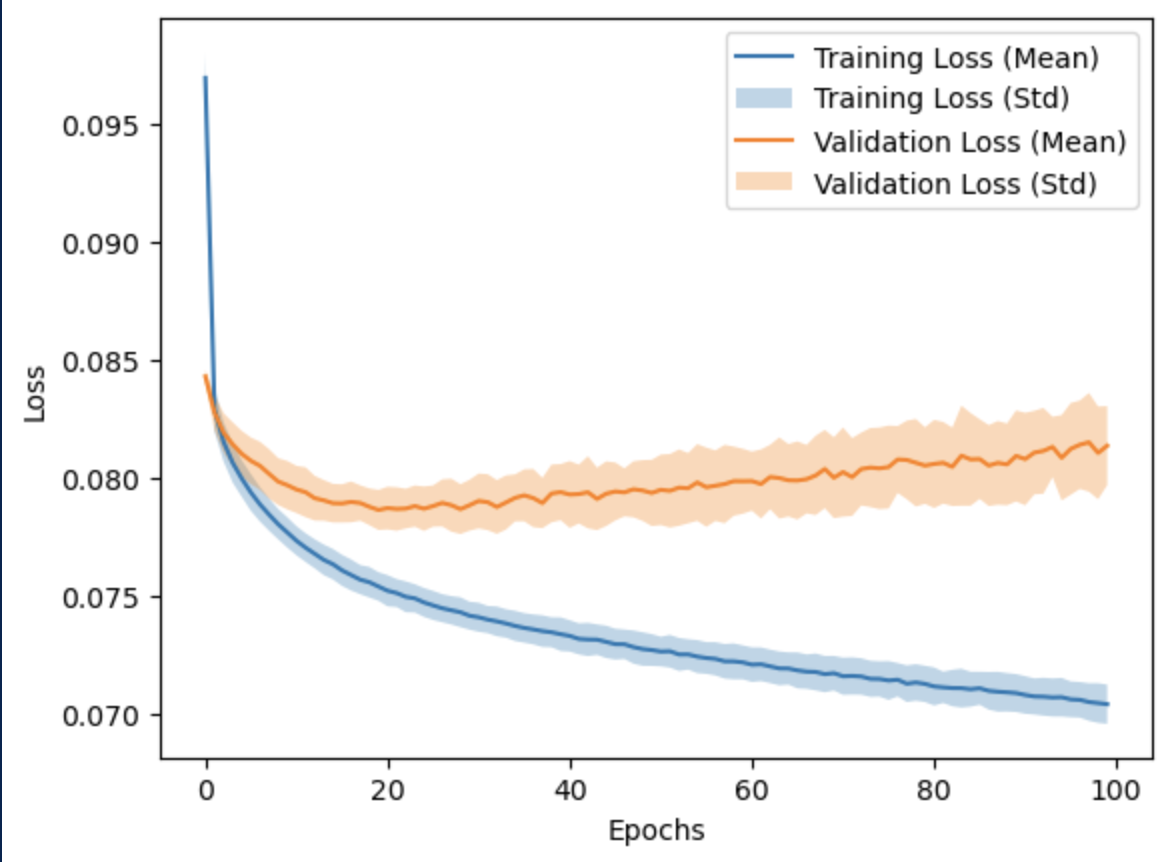 Training Loss (Mean)
Training Loss (Std)
Validation Loss (Mean)
Validation Loss (Std)
0.095
0.090
0.085
0.080
0.075
0.070
Loss
0 20 40 60 80 100
Epochs